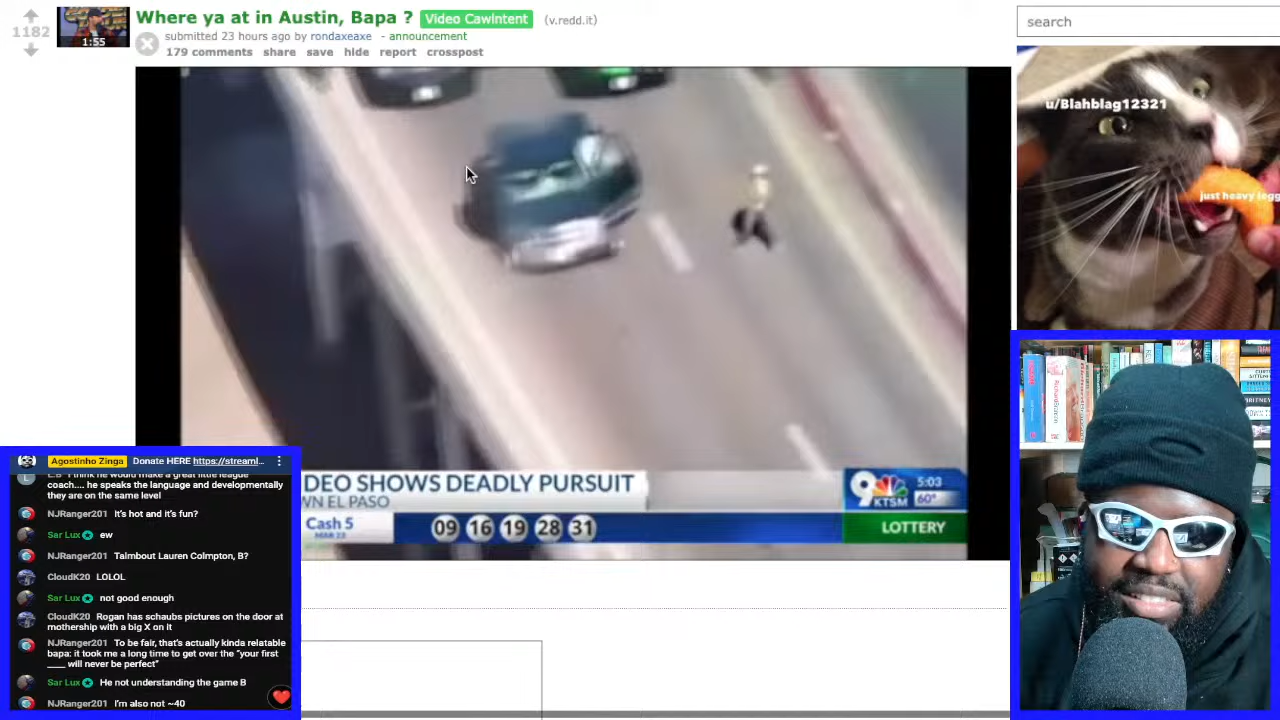 1182
1:55
Where ya at in Austin, Bapa ? Video Cawintent (v.redd.it)
submitted 23 hours ago by rondaxeaxe - announcement
179 comments share save hide report crosspost
search
u/Blahblag12321
just heavy legg
DEO SHOWS DEADLY PURSUIT
WN EL PASO
Cash 5
MAR 23
09 16 19 28 31
9 KTSM
5:03
60°
LOTTERY
Agostinho Zinga Donate HERE https://streaml...
coach.... he speaks the language and developmentally
they are on the same level
NJRanger201 It's hot and it's fun?
Sar Lux ew
NJRanger201 Talmbout Lauren Colmpton, B?
CloudK20 LOLOL
Sar Lux not good enough
CloudK20 Rogan has schaubs pictures on the door at
mothership with a big X on it
NJRanger201 To be fair, that's actually kinda relatable
bapa: it took me a long time to get over the "your first
____ will never be perfect"
Sar Lux He not understanding the game B
NJRanger201 I'm also not ~40